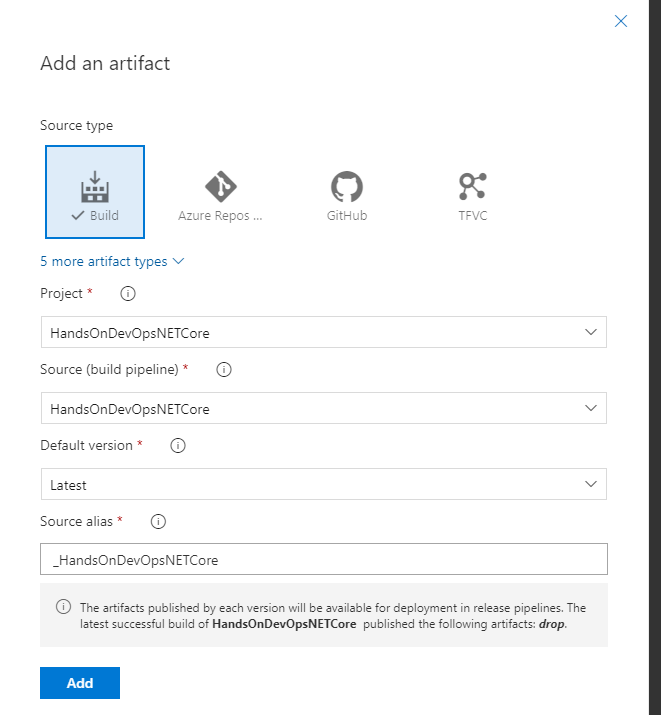 Add an artifact
Source type
Build
Azure Repos ...
GitHub
TFVC
5 more artifact types
Project *
HandsOnDevOpsNETCore
Source (build pipeline) *
HandsOnDevOpsNETCore
Default version *
Latest
Source alias *
_HandsOnDevOpsNETCore
The artifacts published by each version will be available for deployment in release pipelines. The
latest successful build of HandsOnDevOpsNETCore published the following artifacts: drop.
Add